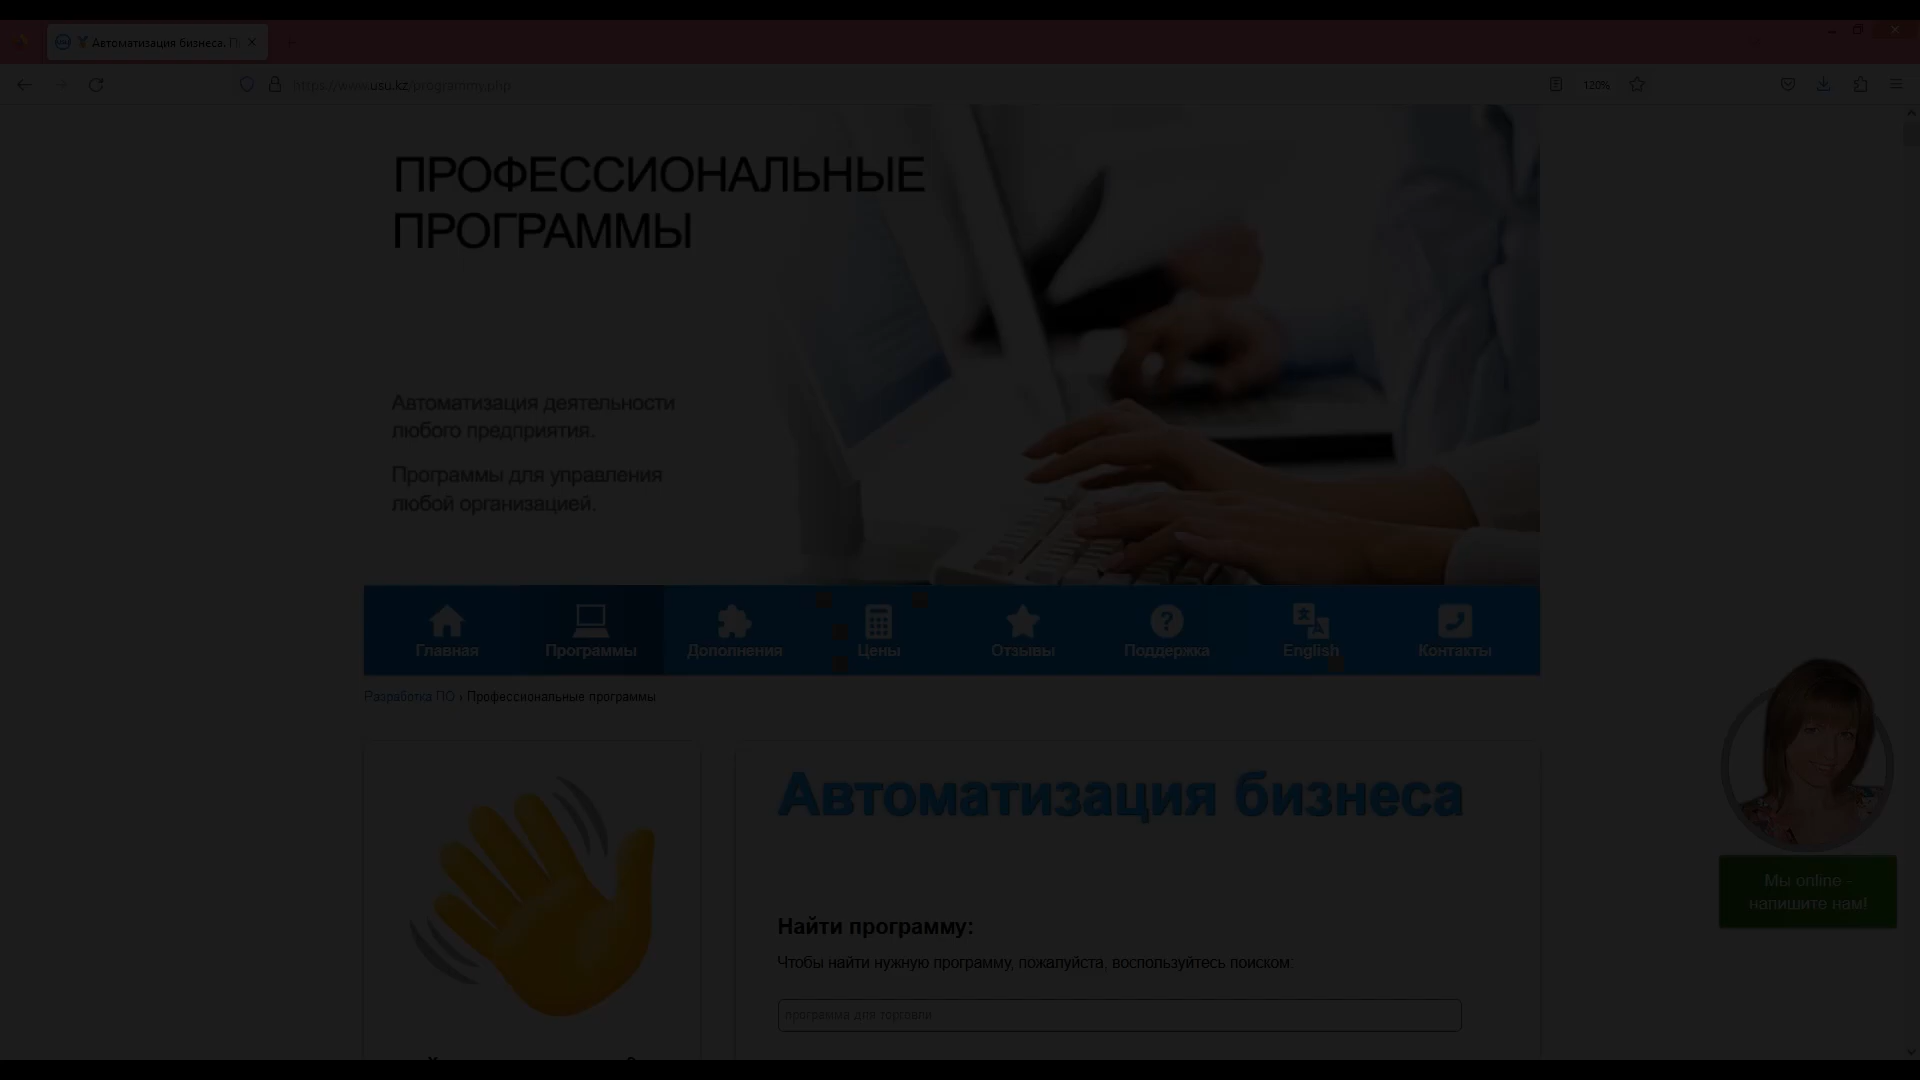 Автоматизация бизнеса. П
https://www.usu.kz/programmy.php
120%
ПРОФЕССИОНАЛЬНЫЕ
ПРОГРАММЫ
Автоматизация деятельности
любого предприятия.
Программы для управления
любой организацией.
Главная
Программы
Дополнения
Цены
Отзывы
Поддержка
English
Контакты
Разработка ПО › Профессиональные программы
Автоматизация бизнеса
Найти программу:
Чтобы найти нужную программу, пожалуйста, воспользуйтесь поиском:
программа для торговли
Мы online -
напишите нам!